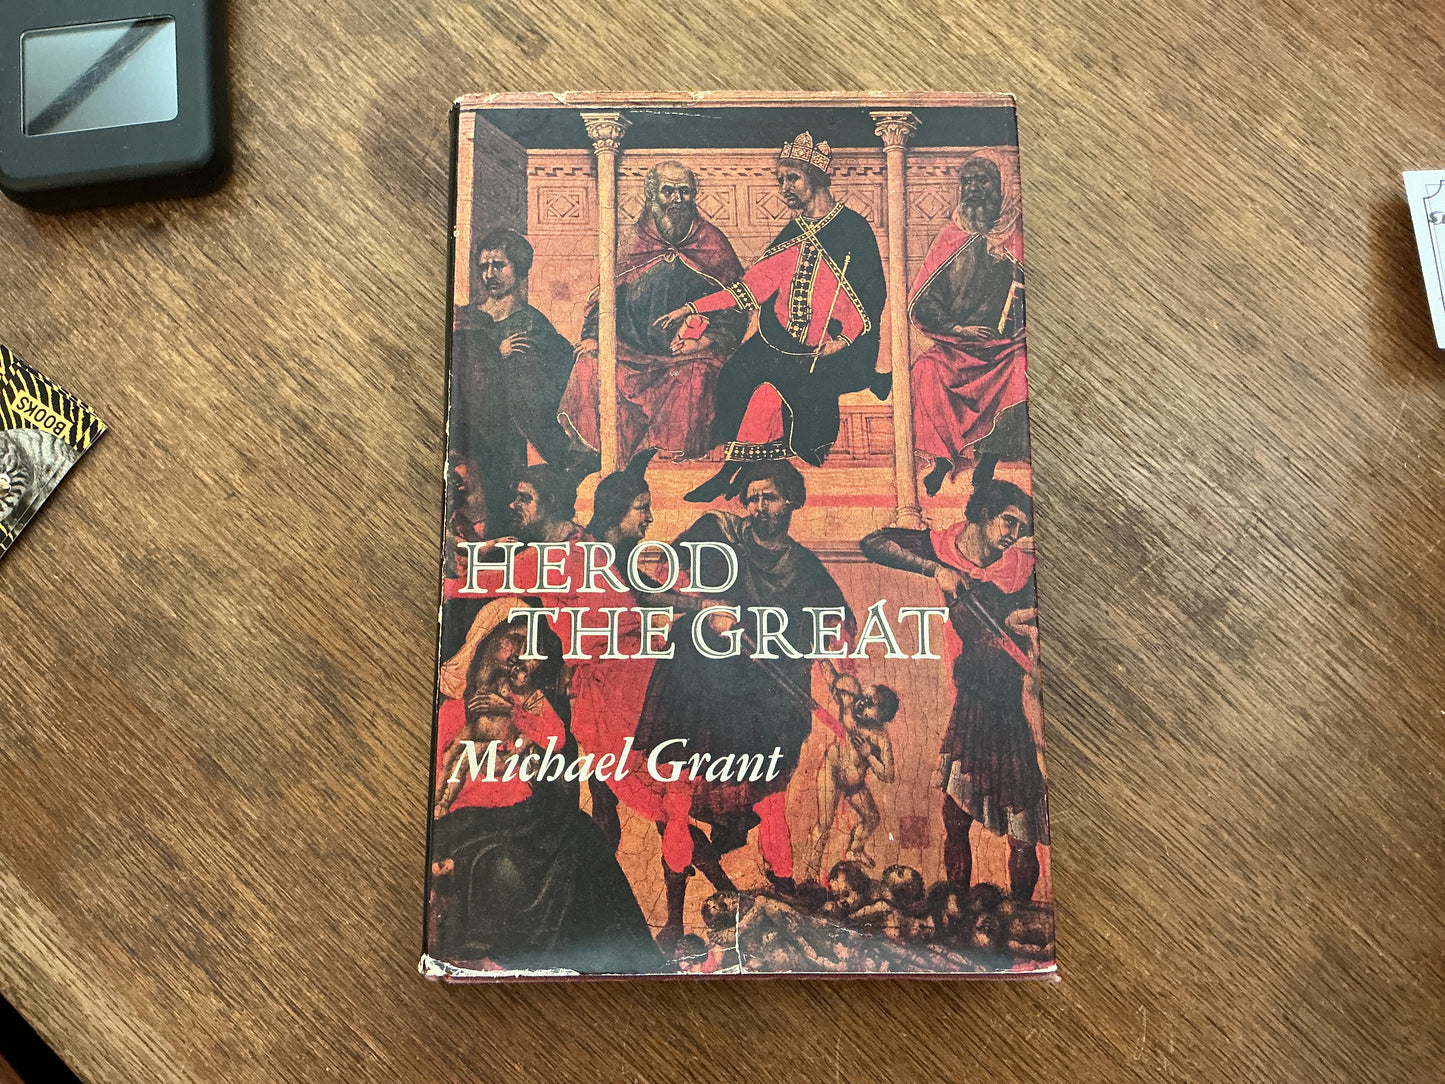 HEROD
THE GREAT
Michael Grant
BOOKS